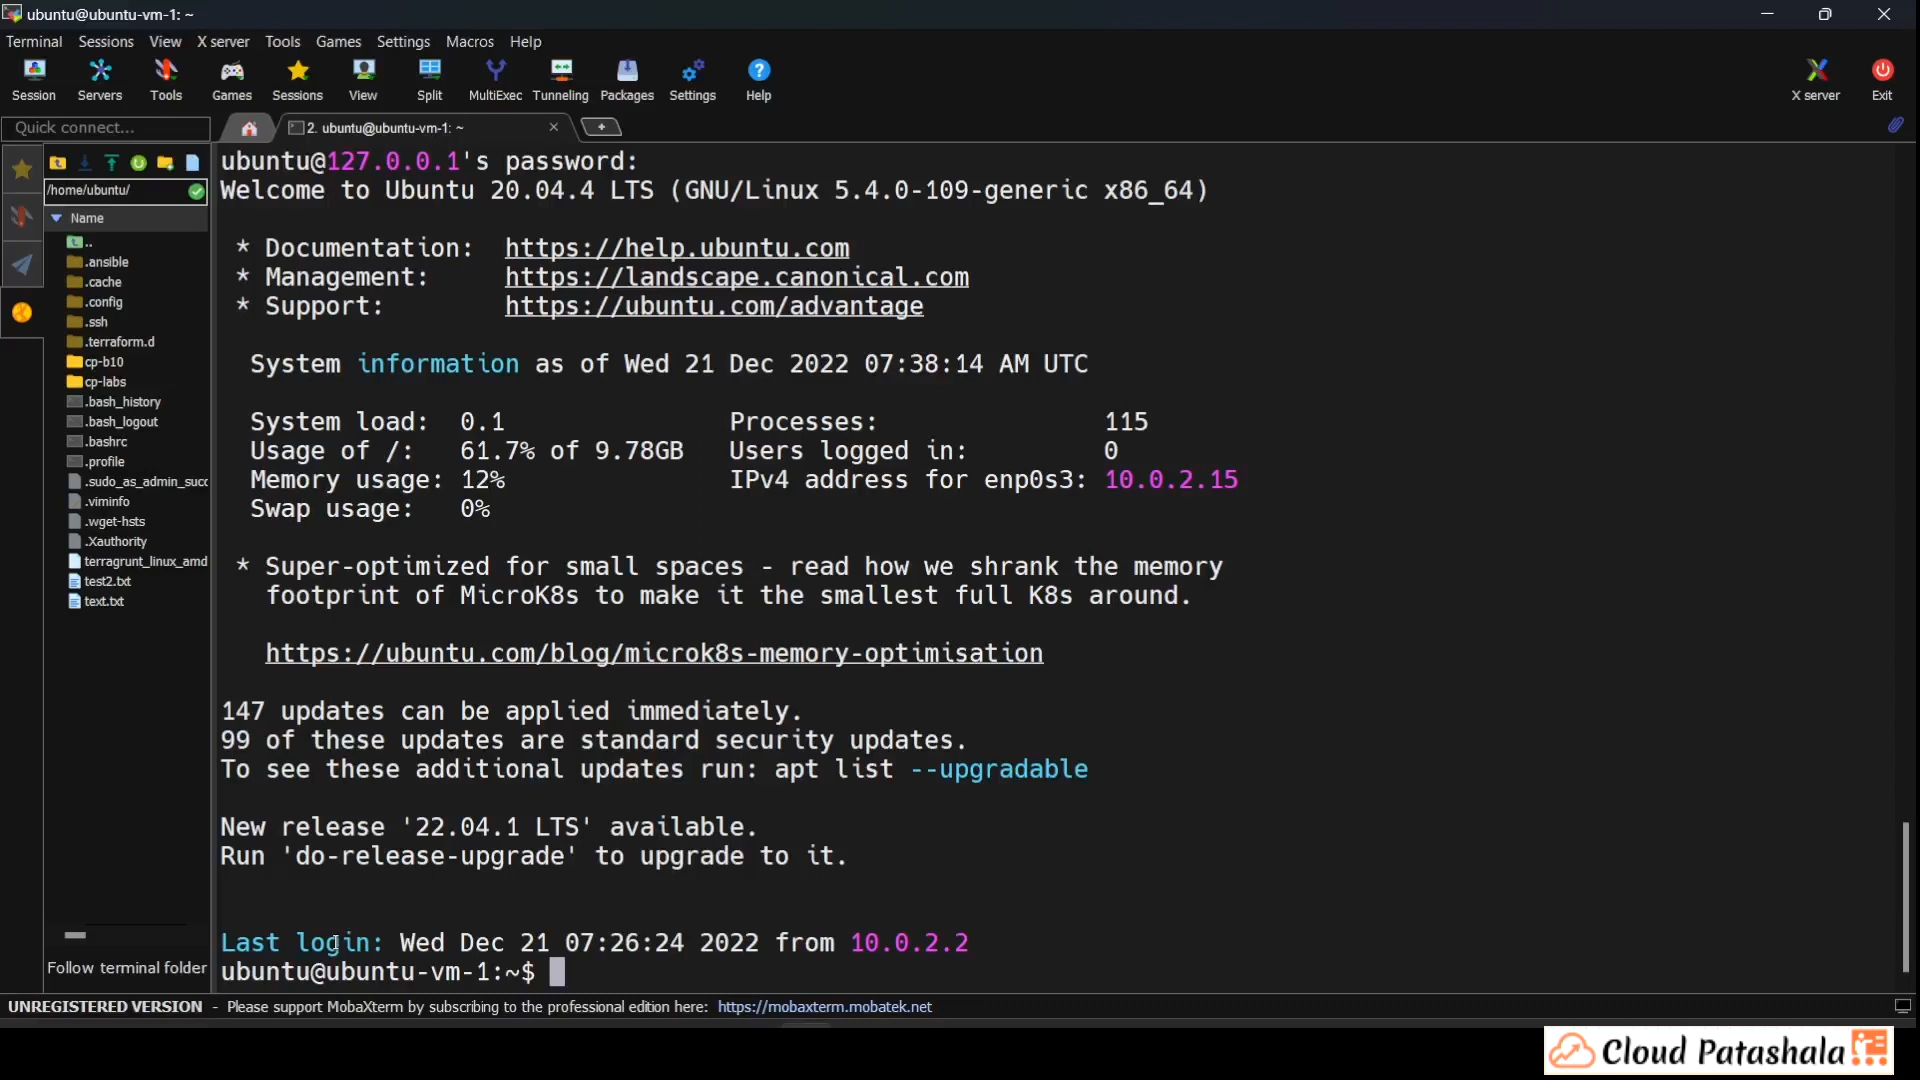 ubuntu@ubuntu-vm-1: ~
Terminal Sessions View X server Tools Games Settings Macros Help
Session Servers Tools Games Sessions View Split MultiExec Tunneling Packages Settings Help X server Exit
Quick connect... 2. ubuntu@ubuntu-vm-1: ~
/home/ubuntu/
Name
..
.ansible
.cache
.config
.ssh
.terraform.d
cp-b10
cp-labs
.bash_history
.bash_logout
.bashrc
.profile
.sudo_as_admin_succ
.viminfo
.wget-hsts
.Xauthority
terragrunt_linux_amd
test2.txt
text.txt
Follow terminal folder
ubuntu@127.0.0.1's password:
Welcome to Ubuntu 20.04.4 LTS (GNU/Linux 5.4.0-109-generic x86_64)
* Documentation: https://help.ubuntu.com
* Management: https://landscape.canonical.com
* Support: https://ubuntu.com/advantage
System information as of Wed 21 Dec 2022 07:38:14 AM UTC
System load: 0.1 Processes: 115
Usage of /: 61.7% of 9.78GB Users logged in: 0
Memory usage: 12% IPv4 address for enp0s3: 10.0.2.15
Swap usage: 0%
* Super-optimized for small spaces - read how we shrank the memory
footprint of MicroK8s to make it the smallest full K8s around.
https://ubuntu.com/blog/microk8s-memory-optimisation
147 updates can be applied immediately.
99 of these updates are standard security updates.
To see these additional updates run: apt list --upgradable
New release '22.04.1 LTS' available.
Run 'do-release-upgrade' to upgrade to it.
Last login: Wed Dec 21 07:26:24 2022 from 10.0.2.2
ubuntu@ubuntu-vm-1:~$
UNREGISTERED VERSION - Please support MobaXterm by subscribing to the professional edition here: https://mobaxterm.mobatek.net
Cloud Patashala